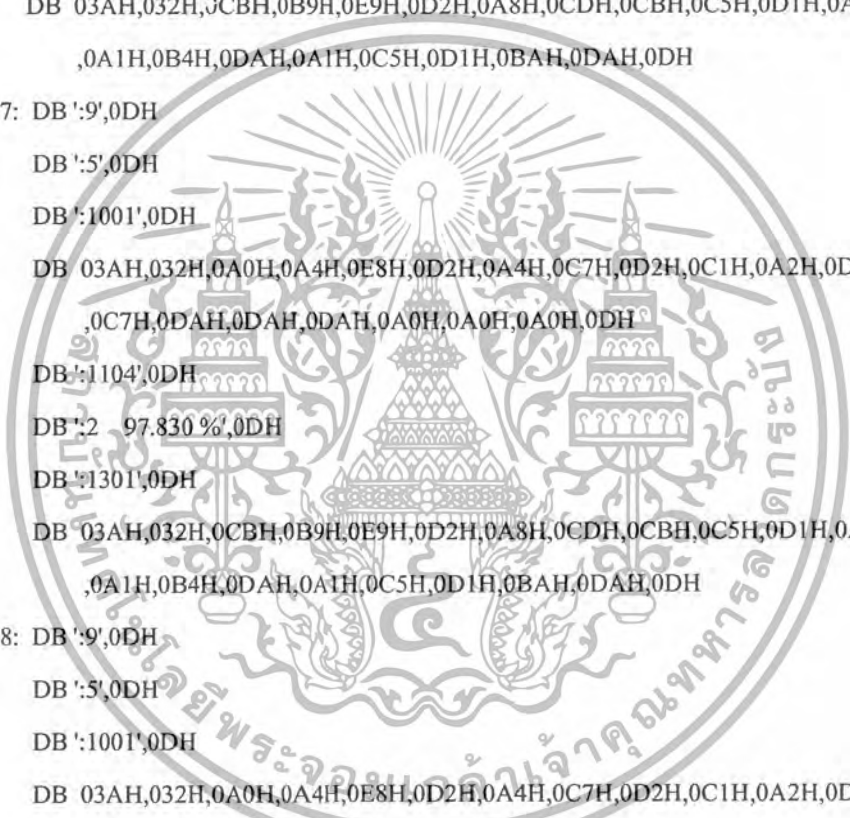 DB 03AH,032H,0CBH,0B9H,0E9H,0D2H,0A8H,0CDH,0CBH,0C5H,0D1H,0A
,0A1H,0B4H,0DAH,0A1H,0C5H,0D1H,0BAH,0DAH,0DH
7: DB ':9',0DH
DB ':5',0DH
DB ':1001',0DH
DB 03AH,032H,0A0H,0A4H,0E8H,0D2H,0A4H,0C7H,0D2H,0C1H,0A2H,0D
,0C7H,0DAH,0DAH,0DAH,0A0H,0A0H,0A0H,0DH
DB ':1104',0DH
DB ':2 97.830 %',0DH
DB ':1301',0DH
DB 03AH,032H,0CBH,0B9H,0E9H,0D2H,0A8H,0CDH,0CBH,0C5H,0D1H,0A
,0A1H,0B4H,0DAH,0A1H,0C5H,0D1H,0BAH,0DAH,0DH
8: DB ':9',0DH
DB ':5',0DH
DB ':1001',0DH
DB 03AH,032H,0A0H,0A4H,0E8H,0D2H,0A4H,0C7H,0D2H,0C1H,0A2H,0D